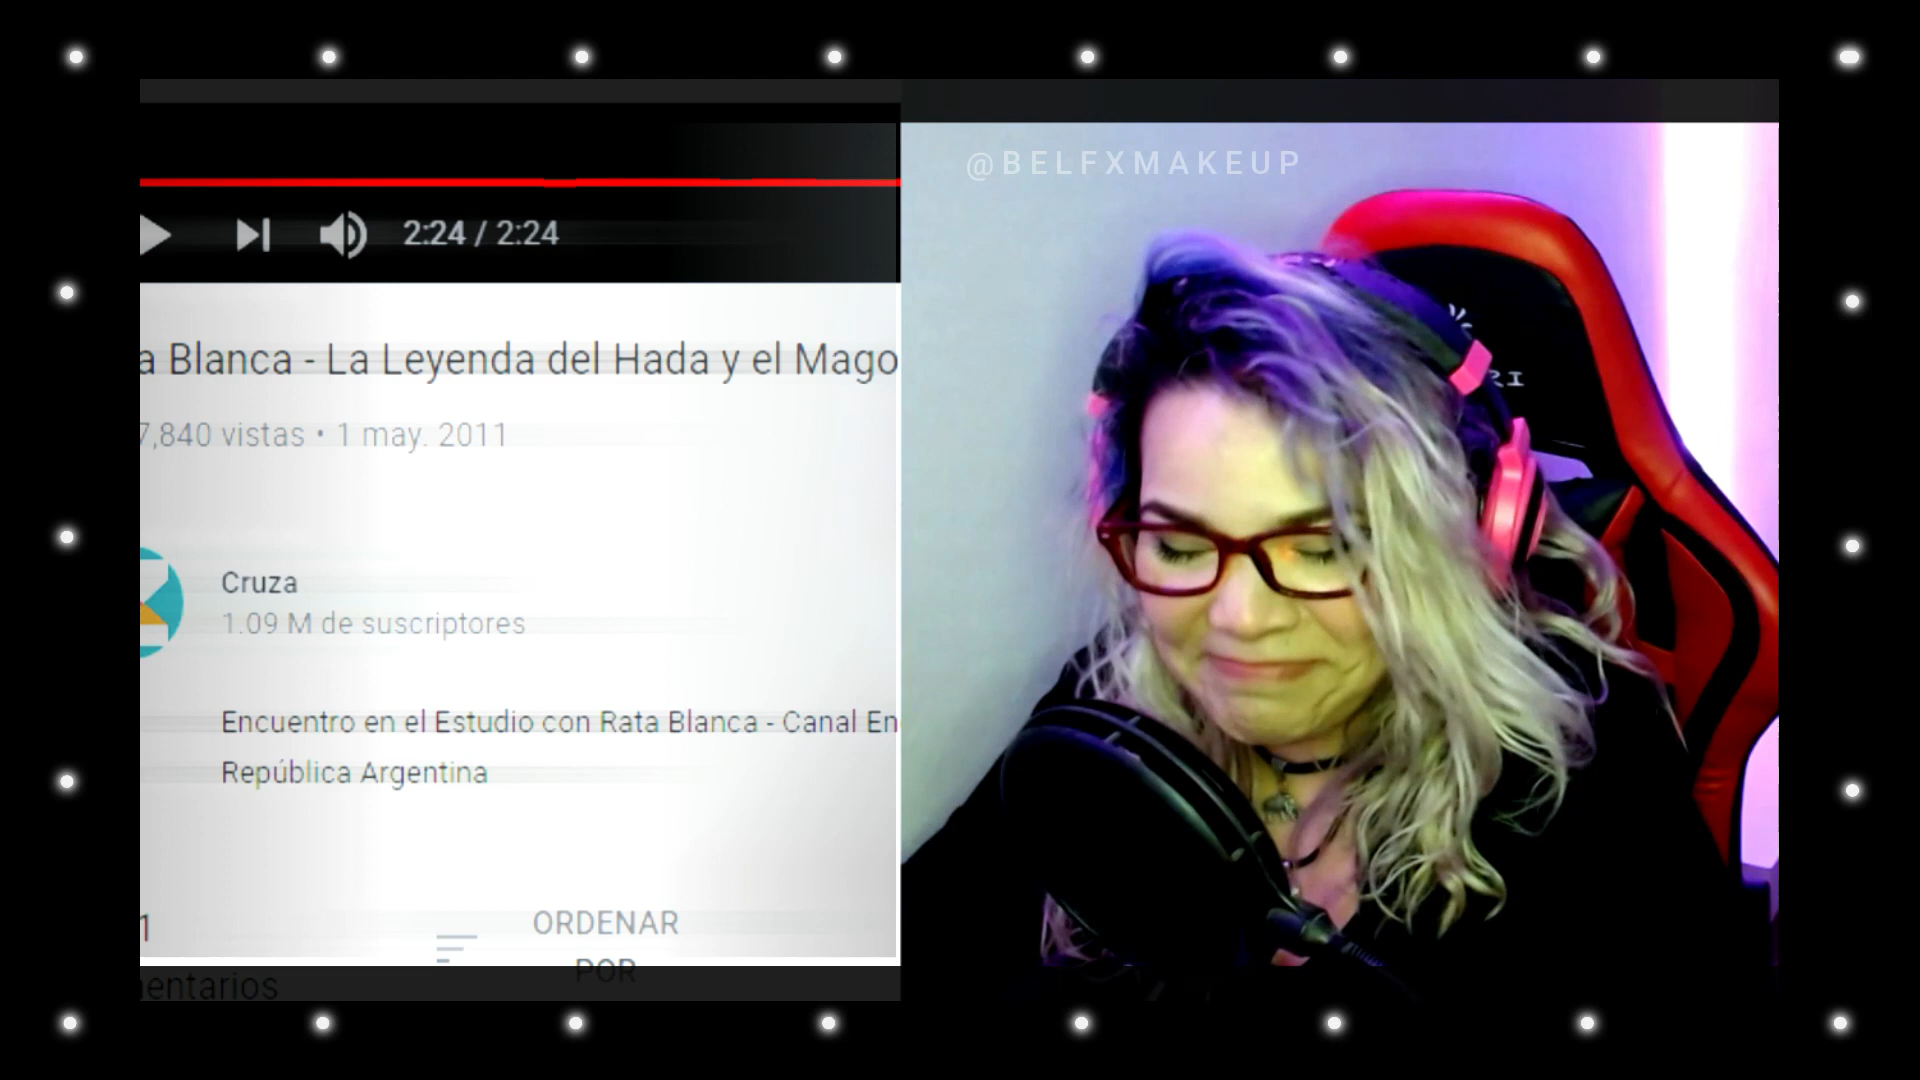 @BELFXMAKEUP
2:24 / 2:24
a Blanca - La Leyenda del Hada y el Mago
7,840 vistas • 1 may. 2011
Cruza
1.09 M de suscriptores
Encuentro en el Estudio con Rata Blanca - Canal En
República Argentina
1
ORDENAR
POR
entarios